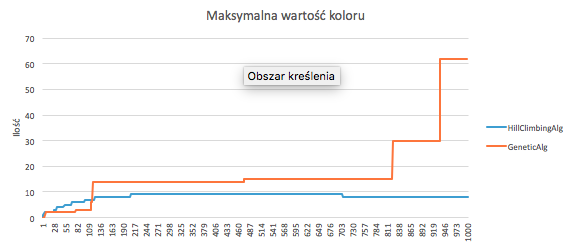 Maksymalna wartość koloru
70
60
50
40
30
20
10
0
Ilość
Obszar kreślenia
HillClimbingAlg
GeneticAlg
1 28 55 82 109 136 163 190 217 244 271 298 325 352 379 406 433 460 487 514 541 568 595 622 649 676 703 730 757 784 811 838 865 892 919 946 973 1000